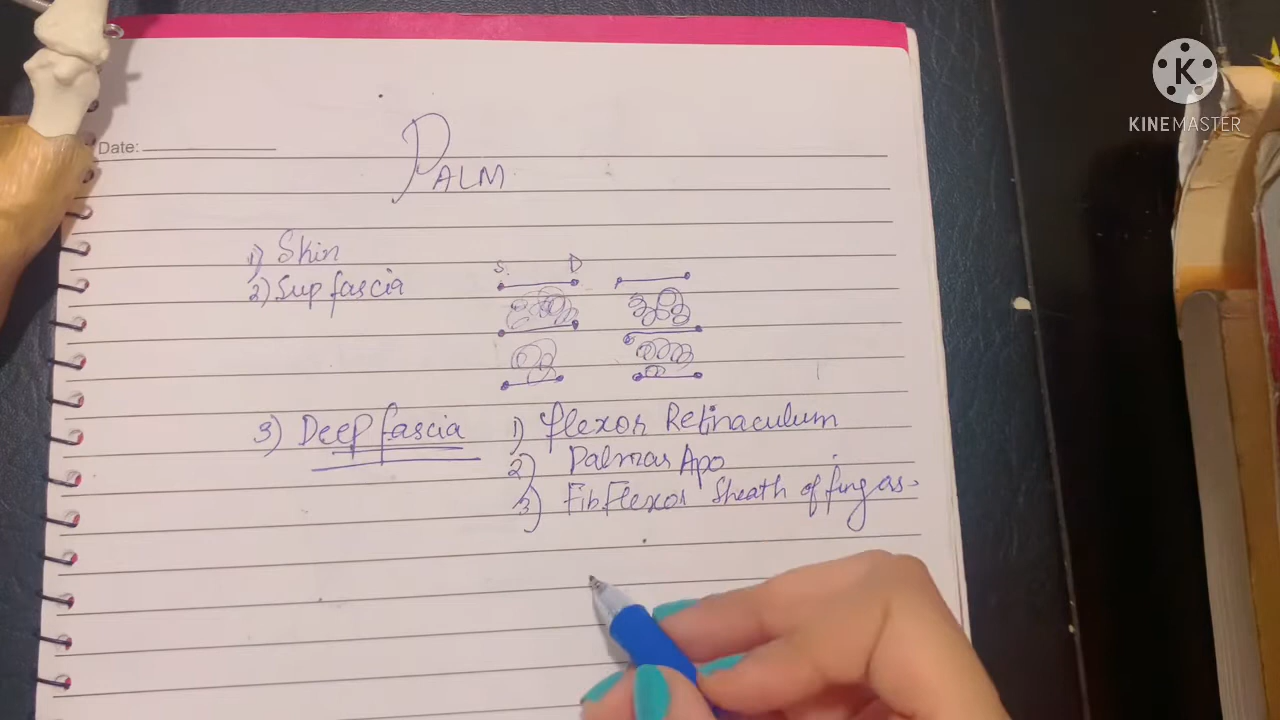 K
KINEMASTER
Date:
PALM
1) Skin
2) Sup fascia
S. D
3) Deep fascia
1) flexor Retinaculum
2) Palmar Apo
3) Fib.Flexor Sheath of fingers.